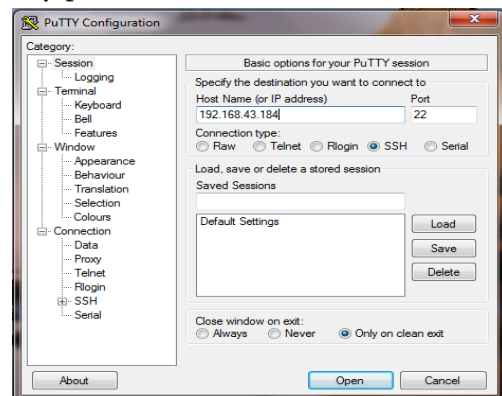 PuTTY Configuration
Category:
Session
Logging
Terminal
Keyboard
Bell
Features
Window
Appearance
Behaviour
Translation
Selection
Colours
Connection
Data
Proxy
Telnet
Rlogin
SSH
Serial
Basic options for your PuTTY session
Specify the destination you want to connect to
Host Name (or IP address) Port
192.168.43.184 22
Connection type:
Raw Telnet Rlogin SSH Serial
Load, save or delete a stored session
Saved Sessions
Default Settings
Load
Save
Delete
Close window on exit:
Always Never Only on clean exit
About Open Cancel